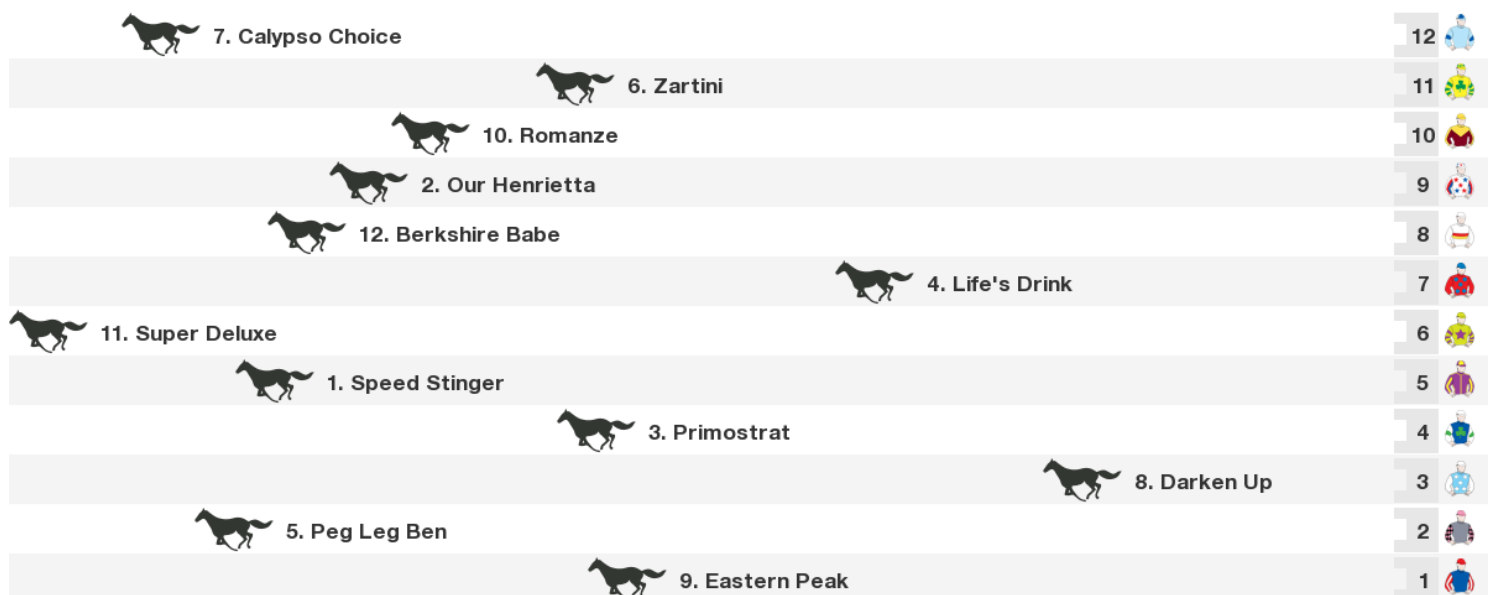 7. Calypso Choice 12
6. Zartini 11
10. Romanze 10
2. Our Henrietta 9
12. Berkshire Babe 8
4. Life's Drink 7
11. Super Deluxe 6
1. Speed Stinger 5
3. Primostrat 4
8. Darken Up 3
5. Peg Leg Ben 2
9. Eastern Peak 1